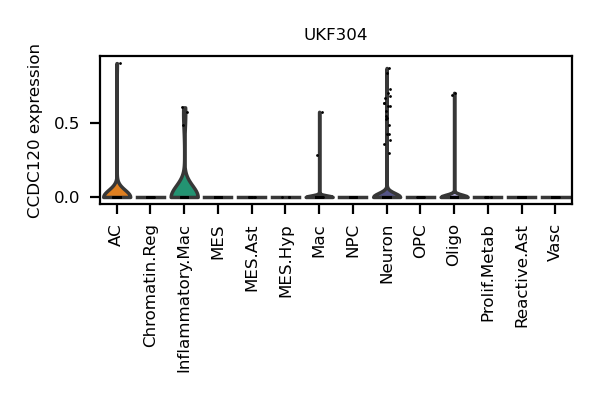 UKF304
CCDC120 expression
0.5
0.0
AC
Chromatin.Reg
Inflammatory.Mac
MES
MES.Ast
MES.Hyp
Mac
NPC
Neuron
OPC
Oligo
Prolif.Metab
Reactive.Ast
Vasc